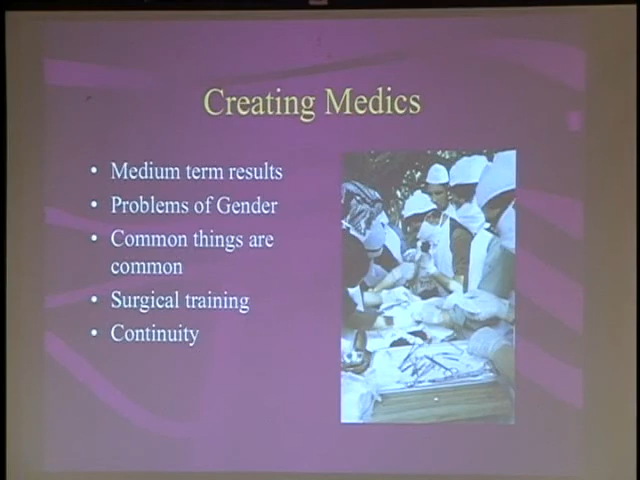 Creating Medics
• Medium term results
• Problems of Gender
• Common things are
common
• Surgical training
• Continuity